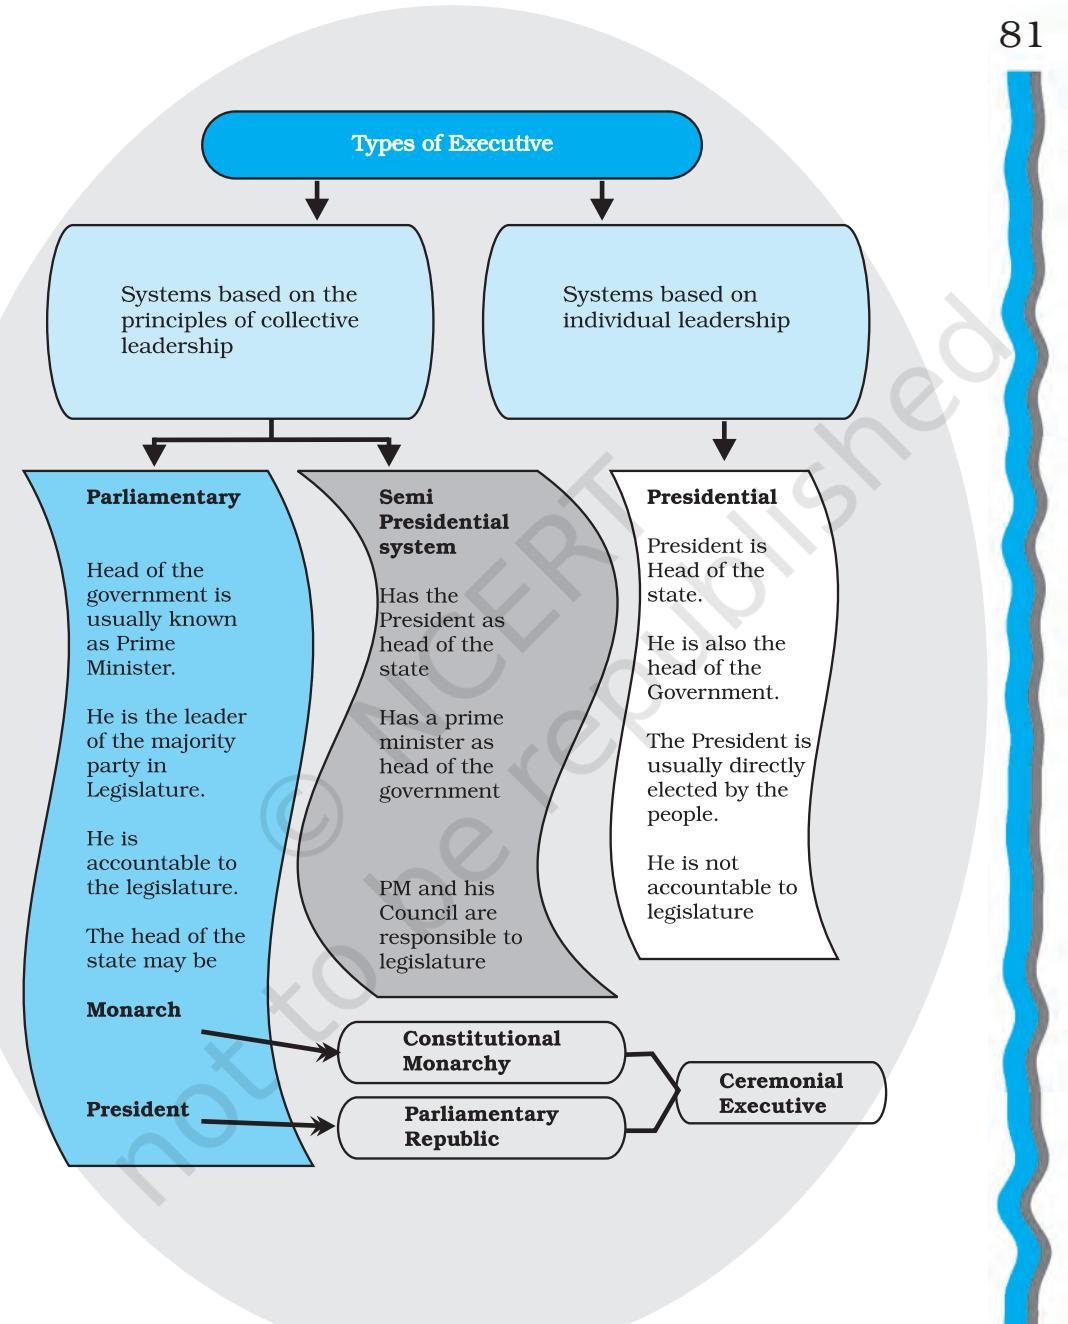 81
Types of Executive
Systems based on the
principles of collective
leadership
Systems based on
individual leadership
Parliamentary
Head of the
government is
usually known
as Prime
Minister.
He is the leader
of the majority
party in
Legislature.
He is
accountable to
the legislature.
The head of the
state may be
Monarch
President
Semi
Presidential
system
Has the
President as
head of the
state
Has a prime
minister as
head of the
government
PM and his
Council are
responsible to
legislature
Presidential
President is
Head of the
state.
He is also the
head of the
Government.
The President is
usually directly
elected by the
people.
He is not
accountable to
legislature
Constitutional
Monarchy
Parliamentary
Republic
Ceremonial
Executive
© NCERT
not to be republished